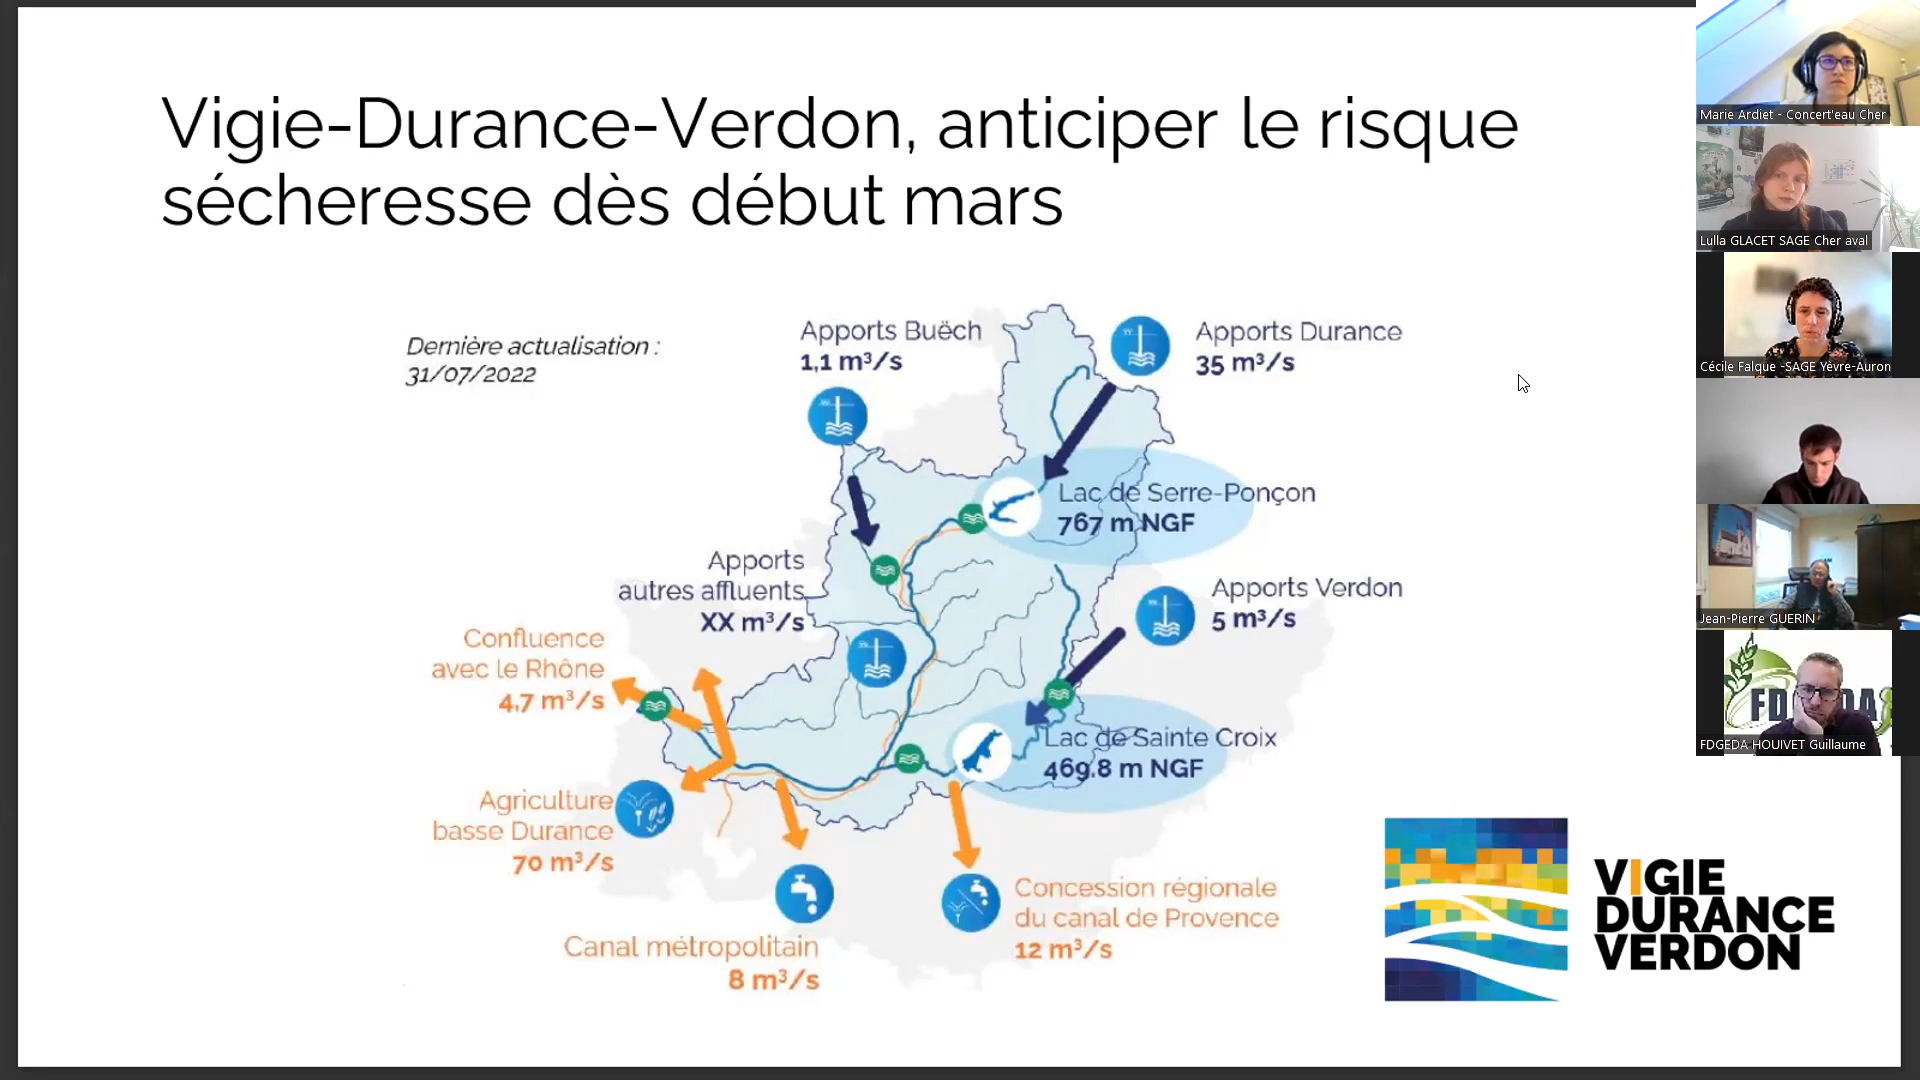 Vigie-Durance-Verdon, anticiper le risque
sécheresse dès début mars
Dernière actualisation :
31/07/2022
Apports Buëch
1,1 m³/s
Apports Durance
35 m³/s
Lac de Serre-Ponçon
767 m NGF
Apports
autres affluents
XX m³/s
Apports Verdon
5 m³/s
Confluence
avec le Rhône
4,7 m³/s
Lac de Sainte Croix
469.8 m NGF
Agriculture
basse Durance
70 m³/s
Concession régionale
du canal de Provence
12 m³/s
Canal métropolitain
8 m³/s
VIGIE
DURANCE
VERDON
Marie Ardiet - Concert'eau Cher
Lulla GLACET SAGE Cher aval
Cécile Falque -SAGE Yèvre-Auron
Jean-Pierre GUERIN
FDGEDA HOUIVET Guillaume